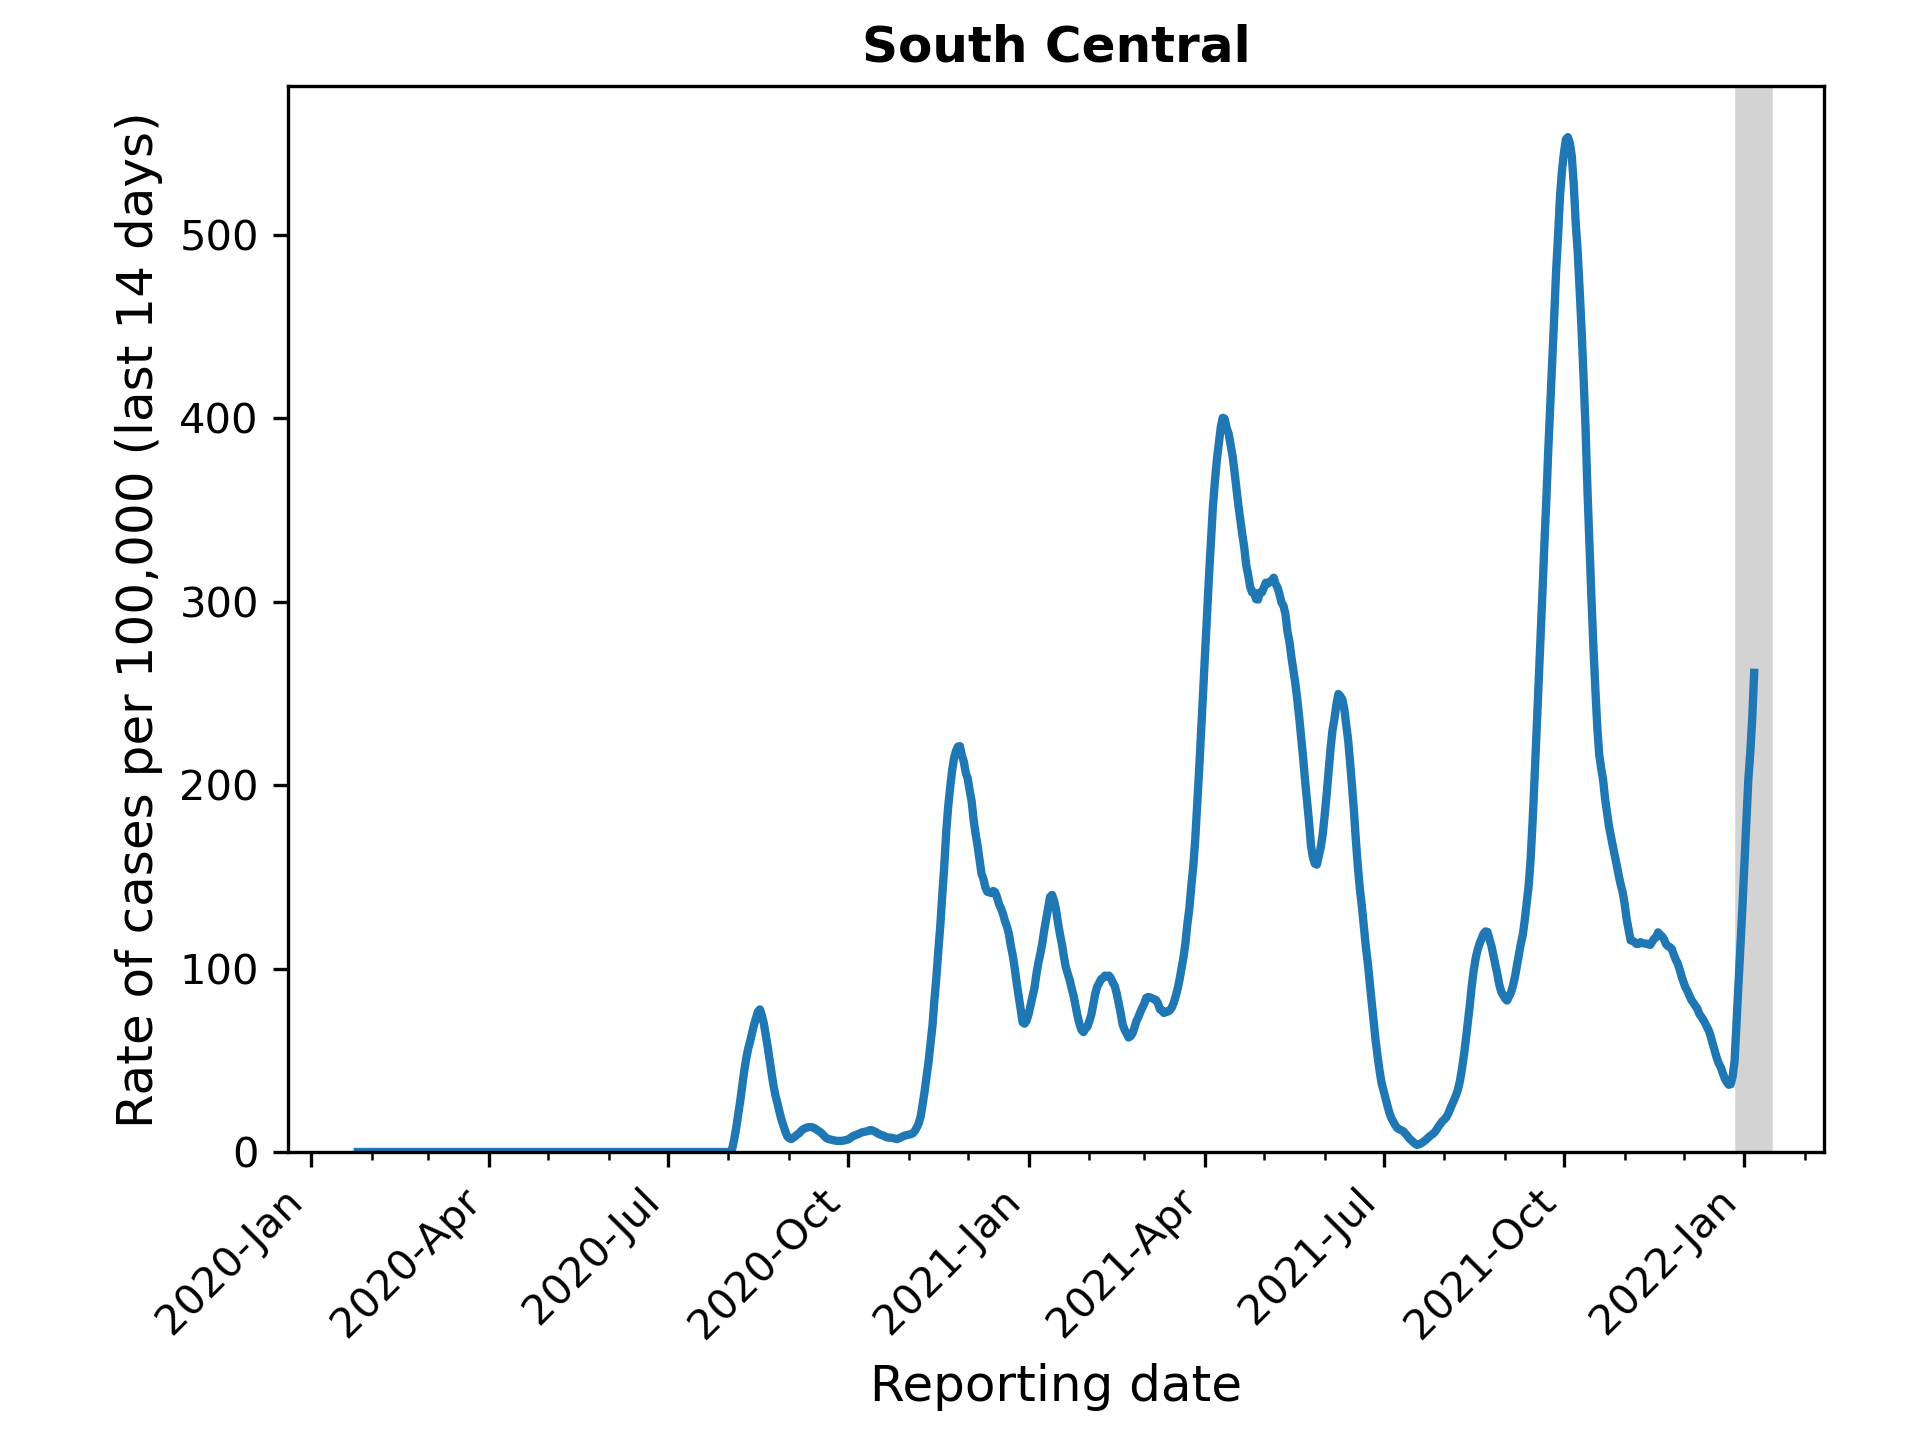 South Central
Rate of cases per 100,000 (last 14 days)
500
400
300
200
100
0
2020-Jan
2020-Apr
2020-Jul
2020-Oct
2021-Jan
2021-Apr
2021-Jul
2021-Oct
2022-Jan
Reporting date